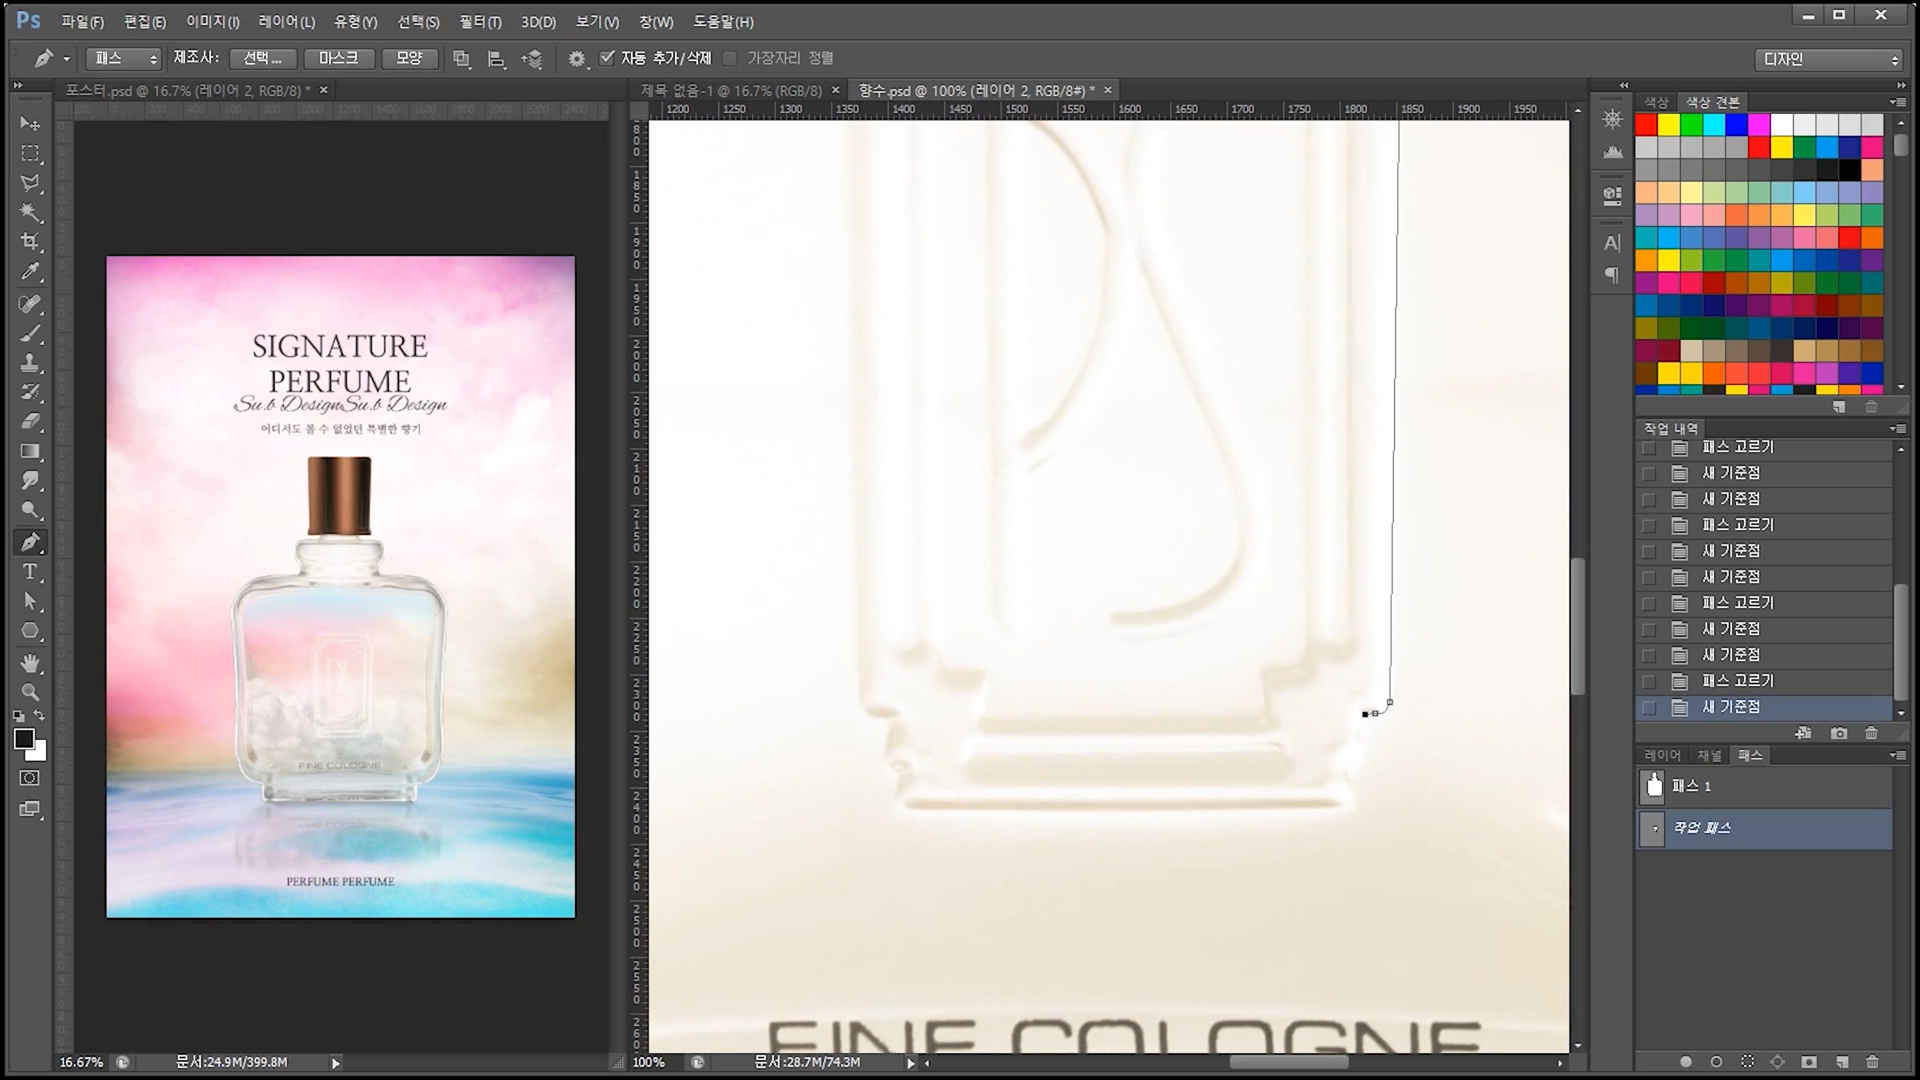 Ps 파일(F) 편집(E) 이미지(I) 레이어(L) 유형(Y) 선택(S) 필터(T) 3D(D) 보기(V) 창(W) 도움말(H)
패스 제조사: 선택... 마스크 모양 자동 추가/삭제 가장자리 정렬 디자인
포스터.psd @ 16.7% (레이어 2, RGB/8) * ×
제목 없음-1 @ 16.7% (RGB/8) × 향수.psd @ 100% (레이어 2, RGB/8#) * ×
1200 1250 1300 1350 1400 1450 1500 1550 1600 1650 1700 1750 1800 1850 1900 1950
SIGNATURE
PERFUME
Su.b DesignSu.b Design
어디서도 볼 수 없었던 특별한 향기
FINE COLOGNE
PERFUME PERFUME
FINE COLOGNE
16.67% 문서:24.9M/399.8M
100% 문서:28.7M/74.3M
색상 색상 견본
작업 내역
패스 고르기
새 기준점
새 기준점
패스 고르기
새 기준점
새 기준점
패스 고르기
새 기준점
새 기준점
패스 고르기
새 기준점
레이어 채널 패스
패스 1
작업 패스